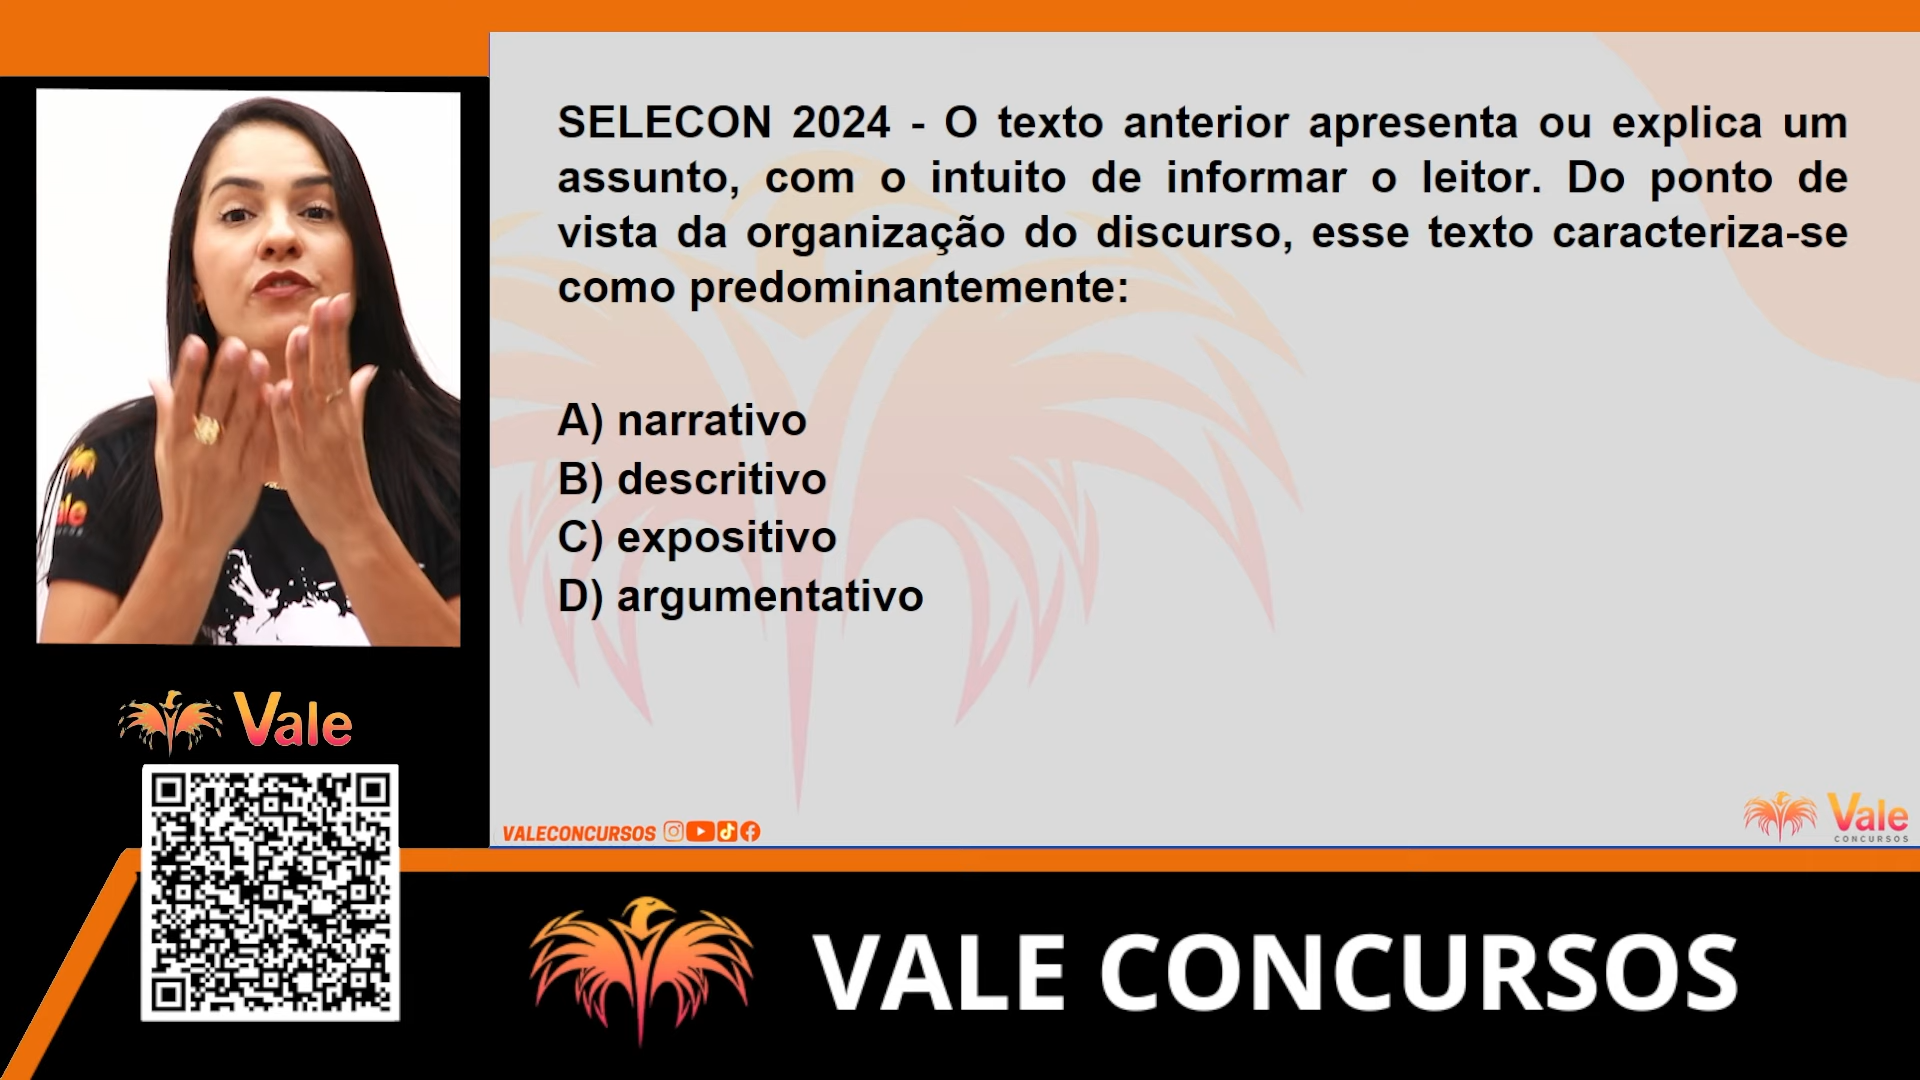 SELECON 2024 - O texto anterior apresenta ou explica um
assunto, com o intuito de informar o leitor. Do ponto de
vista da organização do discurso, esse texto caracteriza-se
como predominantemente:
A) narrativo
B) descritivo
C) expositivo
D) argumentativo
Vale
VALECONCURSOS
Vale
CONCURSOS
VALE CONCURSOS